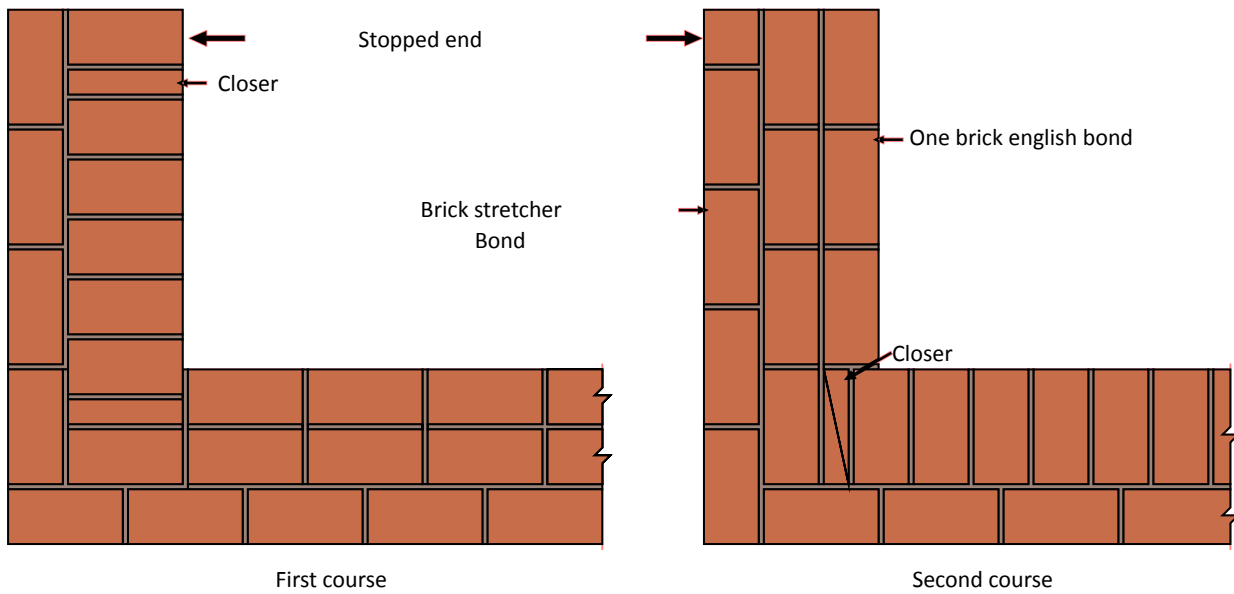 Stopped end
Closer
One brick english bond
Brick stretcher
Bond
Closer
First course
Second course